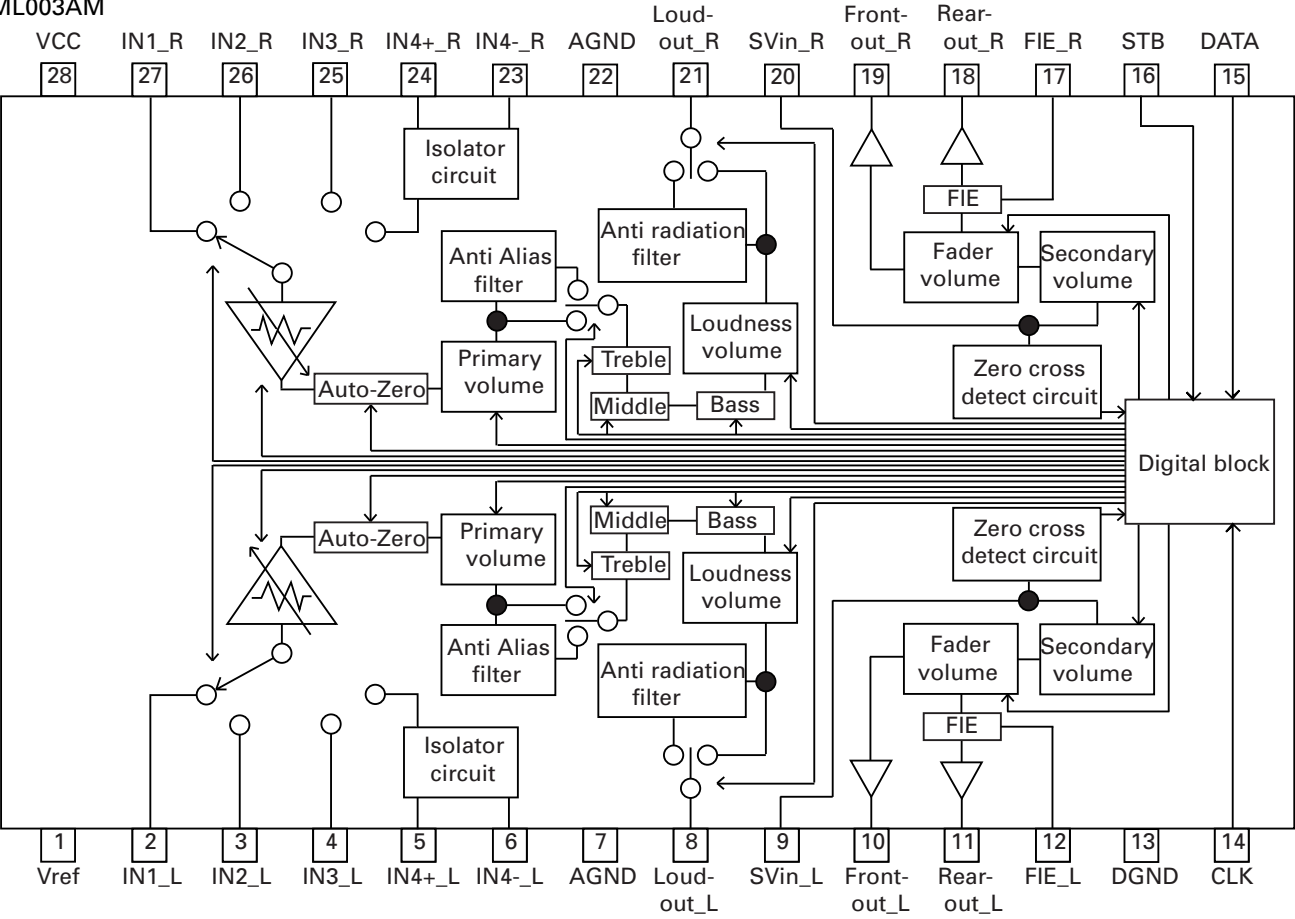 ML003AM
VCC IN1_R IN2_R IN3_R IN4+_R IN4-_R AGND Loud-out_R SVin_R Front-out_R Rear-out_R FIE_R STB DATA
28 27 26 25 24 23 22 21 20 19 18 17 16 15
Isolator
circuit
FIE
Anti radiation
filter
Fader
volume
Secondary
volume
Anti Alias
filter
Loudness
volume
Primary
volume
Treble
Zero cross
detect circuit
Auto-Zero
Middle
Bass
Digital block
Middle
Bass
Primary
volume
Zero cross
detect circuit
Auto-Zero
Treble
Loudness
volume
Anti Alias
filter
Fader
volume
Secondary
volume
Anti radiation
filter
FIE
Isolator
circuit
1 2 3 4 5 6 7 8 9 10 11 12 13 14
Vref IN1_L IN2_L IN3_L IN4+_L IN4-_L AGND Loud- SVin_L Front- Rear- FIE_L DGND CLK
out_L out_L out_L